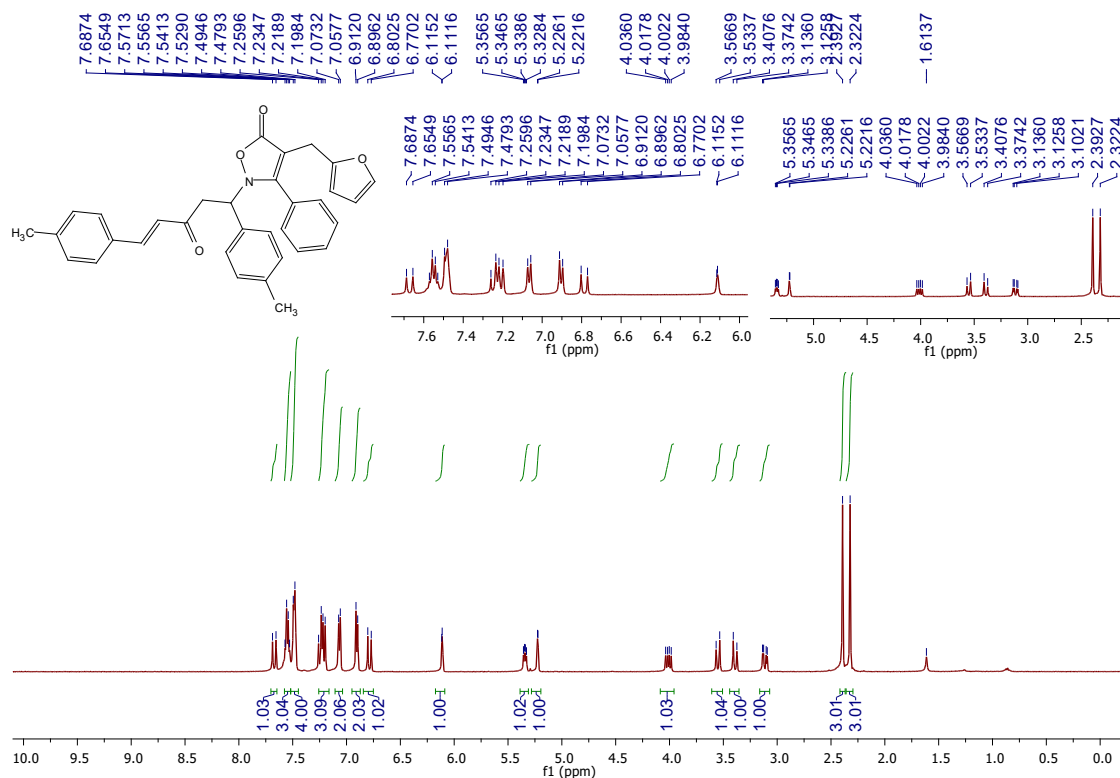 7.6874 7.6549 7.5713 7.5565 7.5413 7.5290 7.4946 7.4793 7.2596 7.2347 7.2189 7.1984 7.0732 7.0577 6.9120 6.8962 6.8025 6.7702 6.1152 6.1116 5.3565 5.3465 5.3386 5.3284 5.2261 5.2216 4.0360 4.0178 4.0022 3.9840 3.5669 3.5337 3.4076 3.3742 3.1360 3.1258 2.3927 2.3224 1.6137
7.6874 7.6549 7.5565 7.5413 7.4946 7.4793 7.2596 7.2347 7.2189 7.1984 7.0732 7.0577 6.9120 6.8962 6.8025 6.7702 6.1152 6.1116
5.3565 5.3465 5.3386 5.2261 5.2216 4.0360 4.0178 4.0022 3.9840 3.5669 3.5337 3.4076 3.3742 3.1360 3.1258 3.1021 2.3927 2.3224
O
O
N
O
O
H₃C
CH₃
7.6 7.4 7.2 7.0 6.8 6.6 6.4 6.2 6.0
f1 (ppm)
5.0 4.5 4.0 3.5 3.0 2.5
f1 (ppm)
1.03 3.04 4.00 3.09 2.06 2.03 1.02 1.00 1.02 1.00 1.03 1.04 1.00 1.00 3.01 3.01
10.0 9.5 9.0 8.5 8.0 7.5 7.0 6.5 6.0 5.5 5.0 4.5 4.0 3.5 3.0 2.5 2.0 1.5 1.0 0.5 0.0
f1 (ppm)